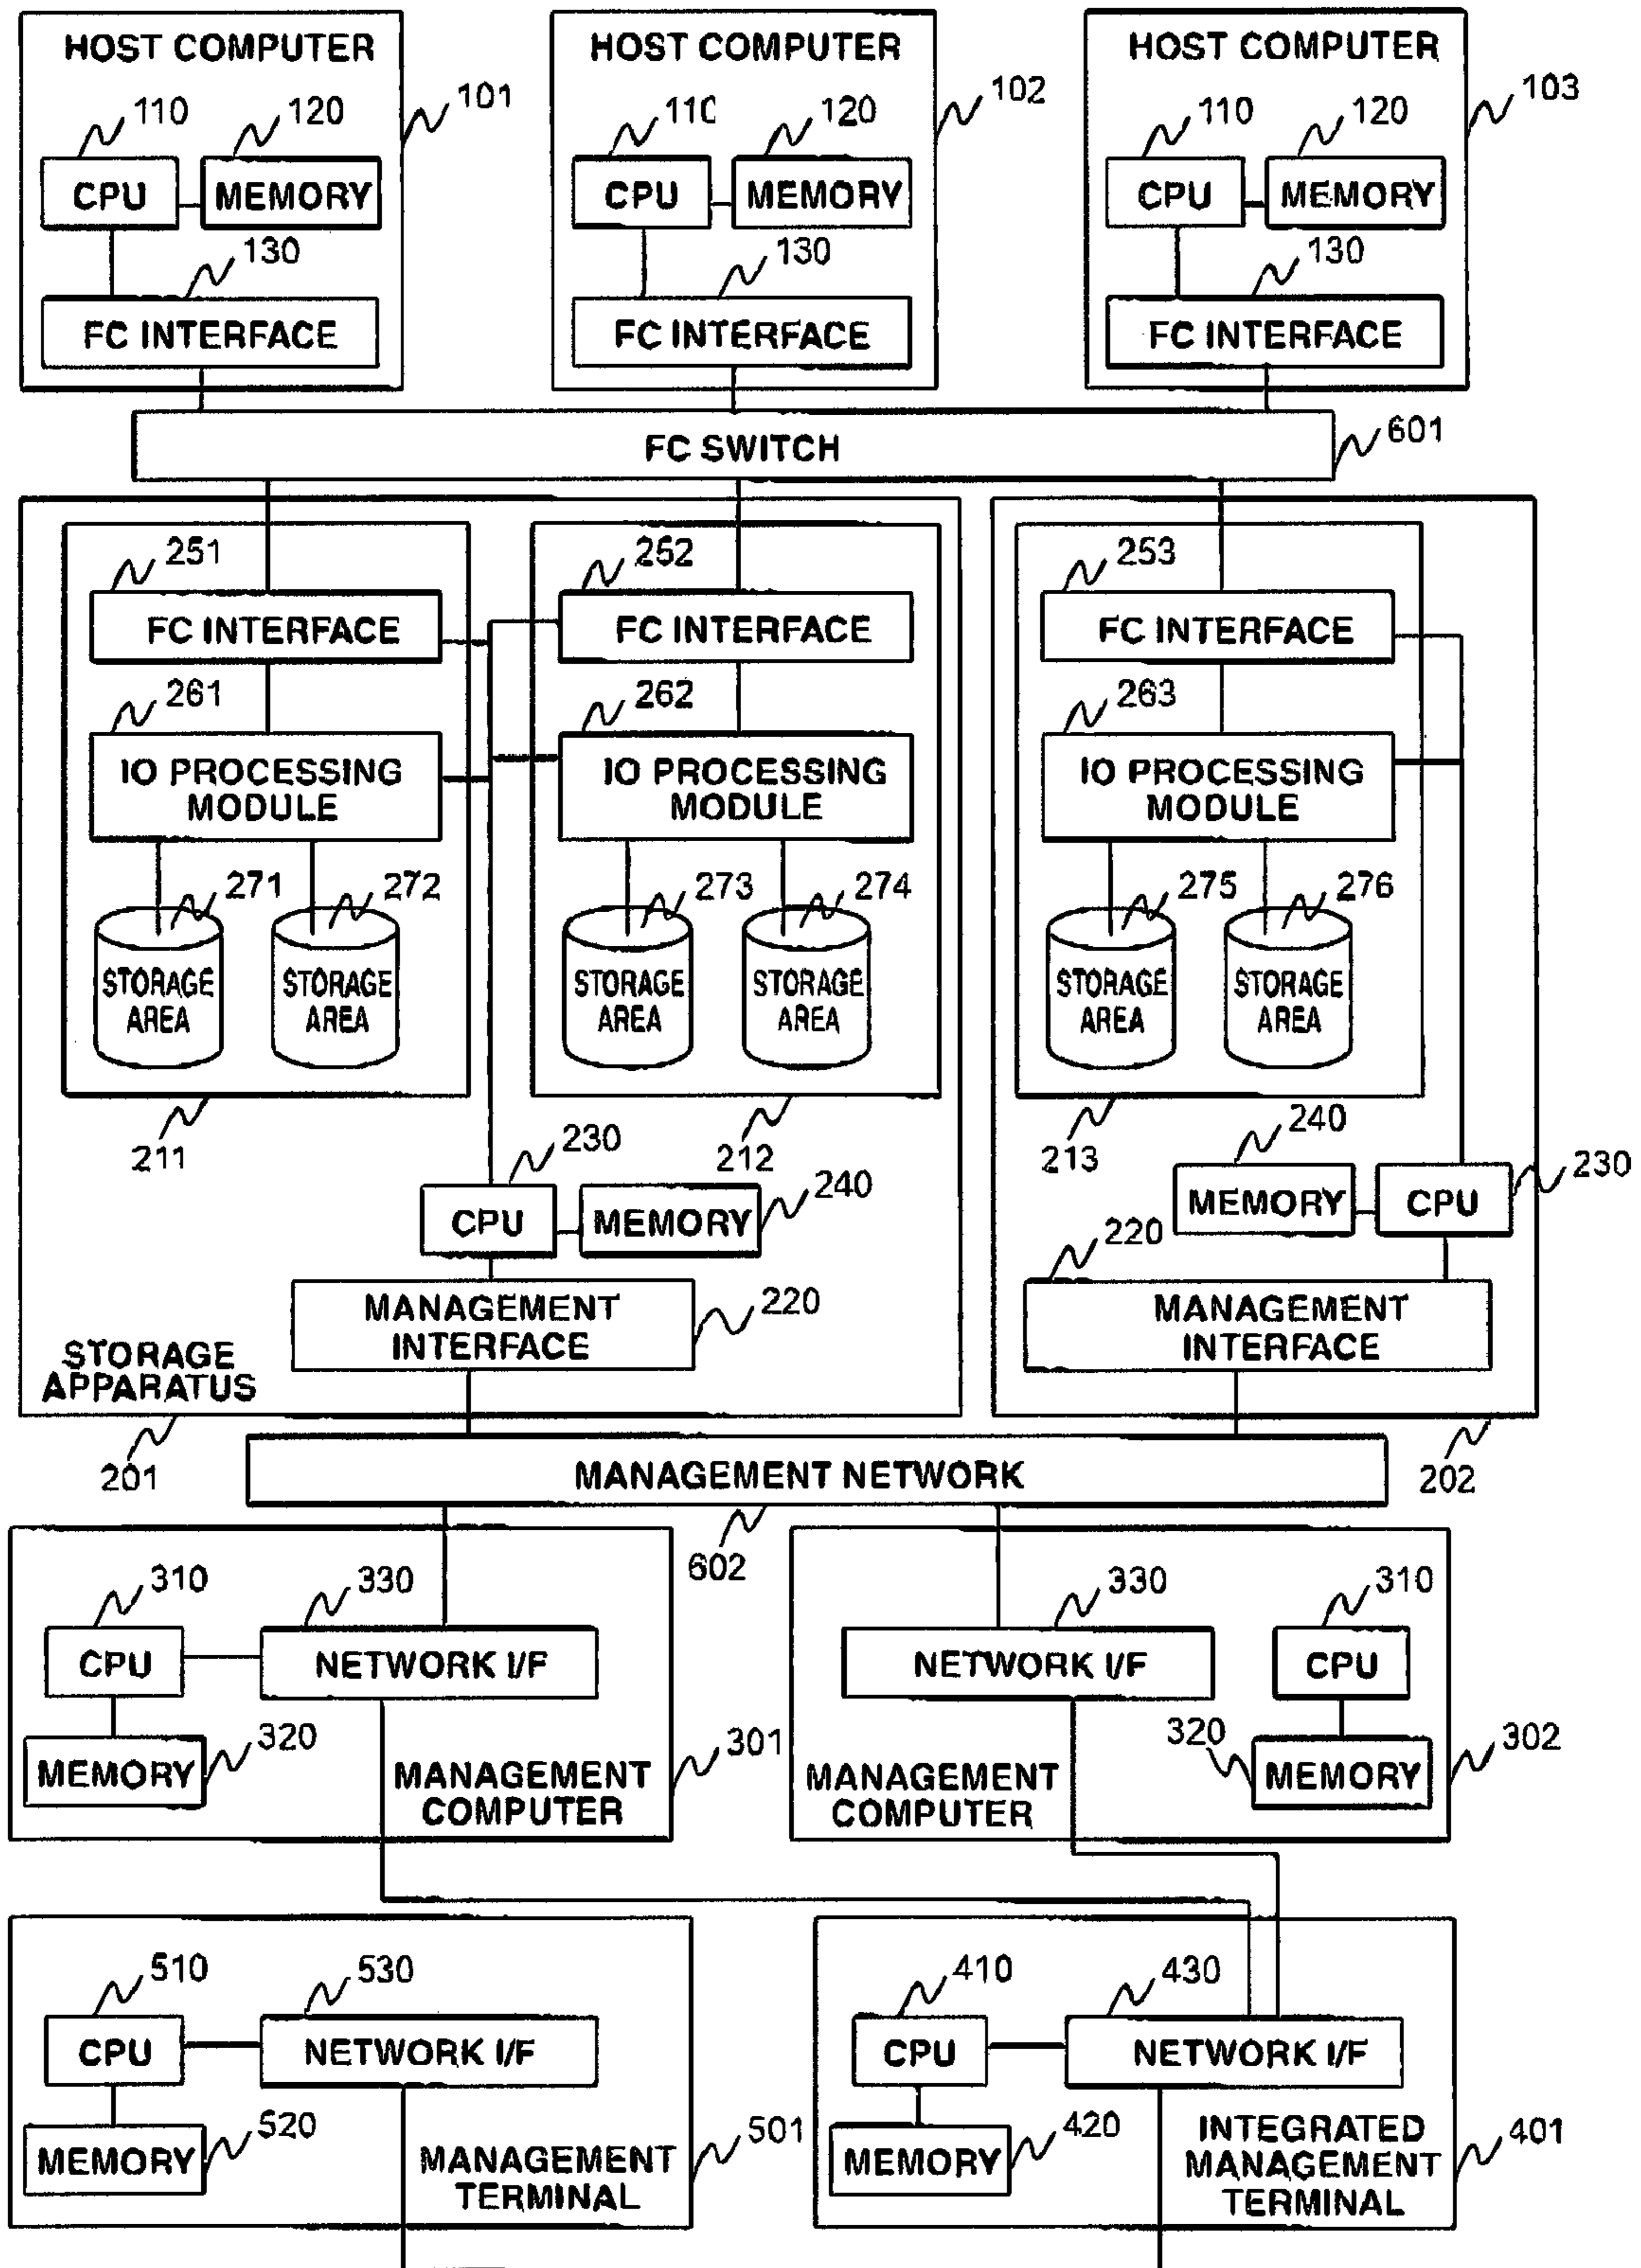 HOST COMPUTER
101
110
120
CPU
MEMORY
130
FC INTERFACE
HOST COMPUTER
102
110
120
CPU
MEMORY
130
FC INTERFACE
HOST COMPUTER
103
110
120
CPU
MEMORY
130
FC INTERFACE
FC SWITCH
601
251
FC INTERFACE
261
IO PROCESSING
MODULE
271
272
STORAGE
AREA
STORAGE
AREA
211
252
FC INTERFACE
262
IO PROCESSING
MODULE
273
274
STORAGE
AREA
STORAGE
AREA
212
230
CPU
MEMORY
240
MANAGEMENT
INTERFACE
220
STORAGE
APPARATUS
201
253
FC INTERFACE
263
IO PROCESSING
MODULE
275
276
STORAGE
AREA
STORAGE
AREA
213
240
MEMORY
CPU
230
220
MANAGEMENT
INTERFACE
202
MANAGEMENT NETWORK
602
310
330
CPU
NETWORK I/F
MEMORY
320
MANAGEMENT
COMPUTER
301
330
310
NETWORK I/F
CPU
320
MEMORY
MANAGEMENT
COMPUTER
302
510
530
CPU
NETWORK I/F
MEMORY
520
MANAGEMENT
TERMINAL
501
410
430
CPU
NETWORK I/F
MEMORY
420
INTEGRATED
MANAGEMENT
TERMINAL
401